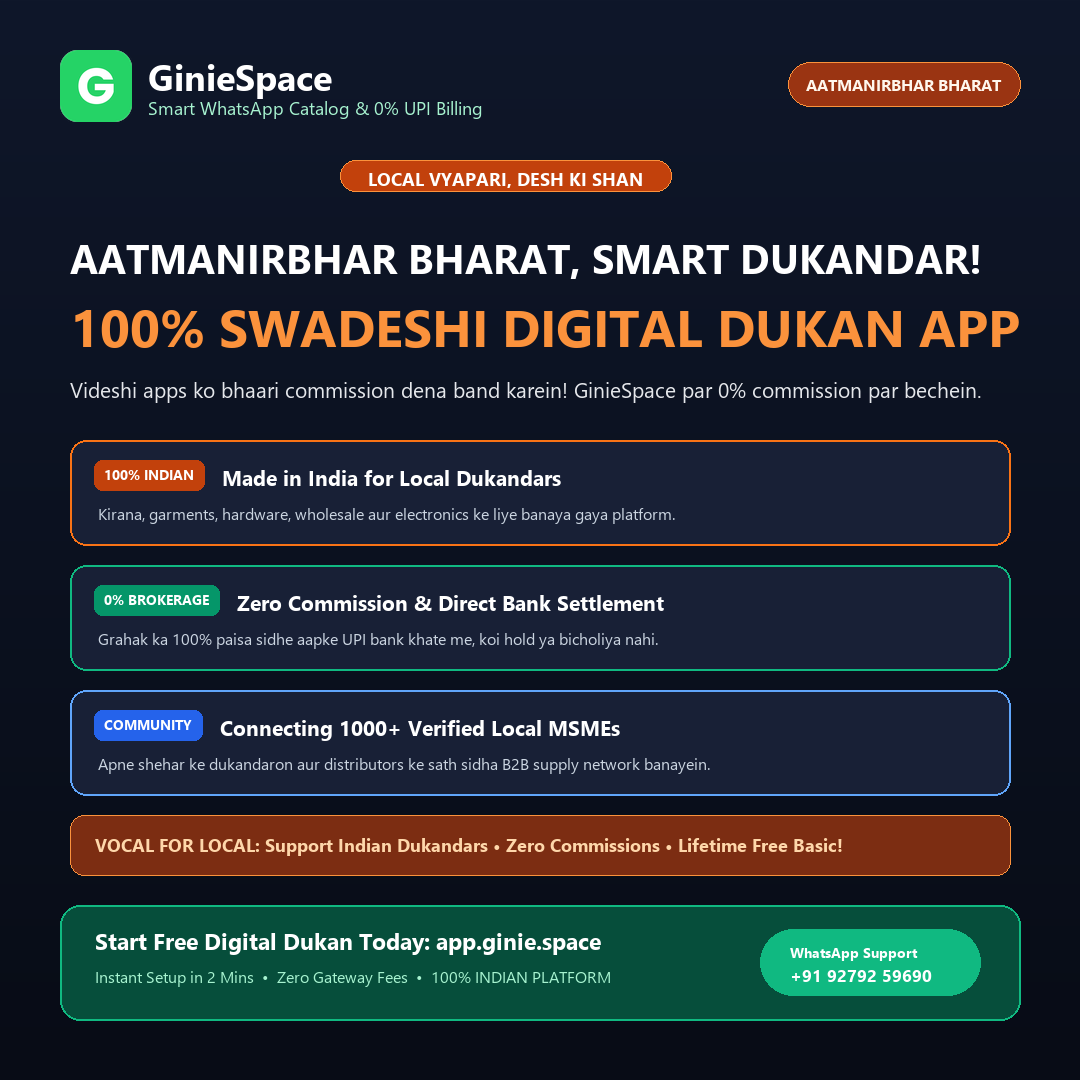 G
GinieSpace
Smart WhatsApp Catalog & 0% UPI Billing
AATMANIRBHAR BHARAT
LOCAL VYAPARI, DESH KI SHAN
AATMANIRBHAR BHARAT, SMART DUKANDAR!
100% SWADESHI DIGITAL DUKAN APP
Videshi apps ko bhaari commission dena band karein! GinieSpace par 0% commission par bechein.
100% INDIAN
Made in India for Local Dukandars
Kirana, garments, hardware, wholesale aur electronics ke liye banaya gaya platform.
0% BROKERAGE
Zero Commission & Direct Bank Settlement
Grahak ka 100% paisa sidhe aapke UPI bank khate me, koi hold ya bicholiya nahi.
COMMUNITY
Connecting 1000+ Verified Local MSMEs
Apne shehar ke dukandaron aur distributors ke sath sidha B2B supply network banayein.
VOCAL FOR LOCAL: Support Indian Dukandars • Zero Commissions • Lifetime Free Basic!
Start Free Digital Dukan Today: app.ginie.space
Instant Setup in 2 Mins • Zero Gateway Fees • 100% INDIAN PLATFORM
WhatsApp Support
+91 92792 59690